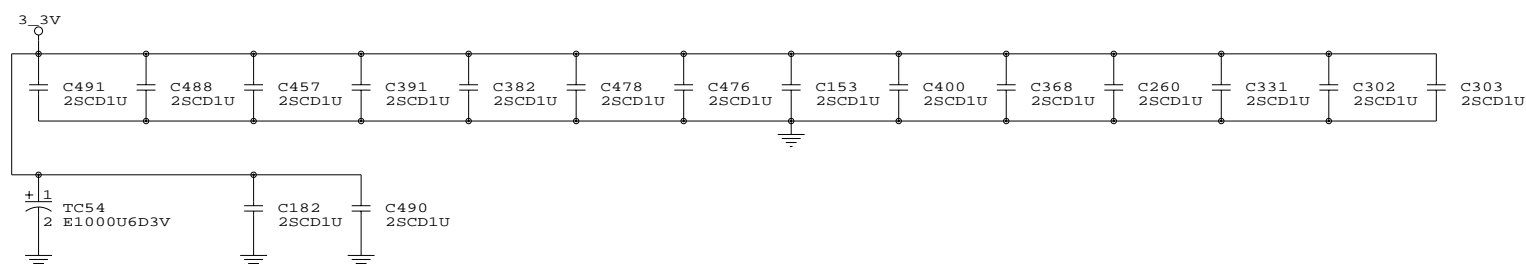 3_3V
C491 C488 C457 C391 C382 C478 C476 C153 C400 C368 C260 C331 C302 C303
2SCD1U 2SCD1U 2SCD1U 2SCD1U 2SCD1U 2SCD1U 2SCD1U 2SCD1U 2SCD1U 2SCD1U 2SCD1U 2SCD1U 2SCD1U 2SCD1U
+ 1
TC54 C182 C490
2 E1000U6D3V 2SCD1U 2SCD1U